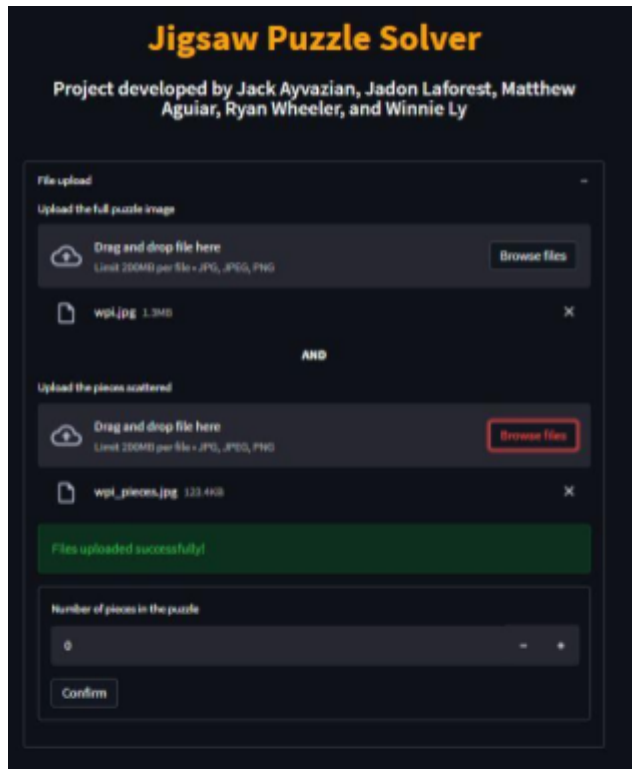 Jigsaw Puzzle Solver
Project developed by Jack Ayvazian, Jadon Laforest, Matthew
Aguiar, Ryan Wheeler, and Winnie Ly
File upload
Upload the full puzzle image
Drag and drop file here
Browse files
Limit 200MB per file • JPG, JPEG, PNG
wpi.jpg 1.3MB
AND
Upload the pieces scattered
Drag and drop file here
Browse files
Limit 200MB per file • JPG, JPEG, PNG
wpi_pieces.jpg 123.4KB
Files uploaded successfully!
Number of pieces in the puzzle
0
Confirm